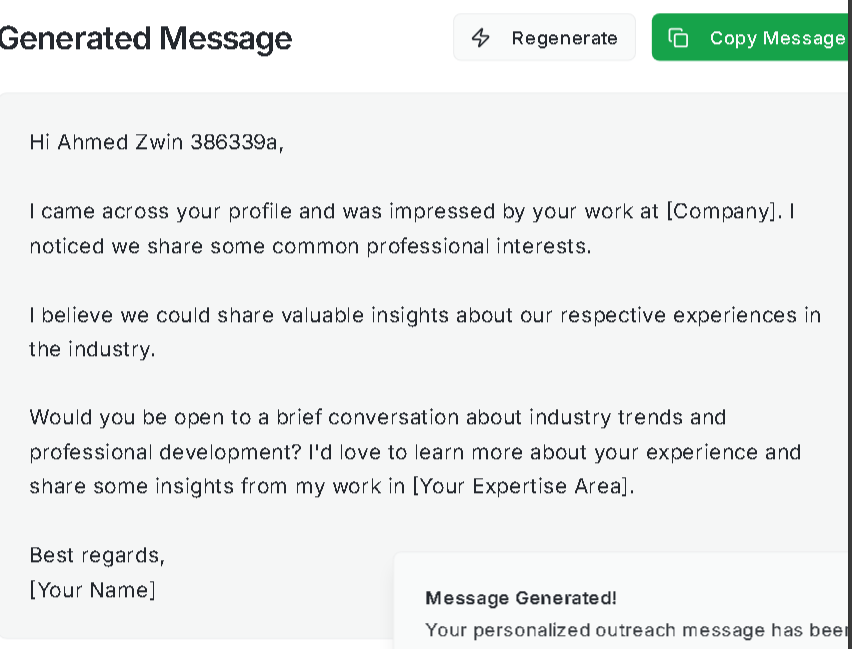 Generated Message
Regenerate
Copy Message
Hi Ahmed Zwin 386339a,
I came across your profile and was impressed by your work at [Company]. I
noticed we share some common professional interests.
I believe we could share valuable insights about our respective experiences in
the industry.
Would you be open to a brief conversation about industry trends and
professional development? I'd love to learn more about your experience and
share some insights from my work in [Your Expertise Area].
Best regards,
[Your Name]
Message Generated!
Your personalized outreach message has been